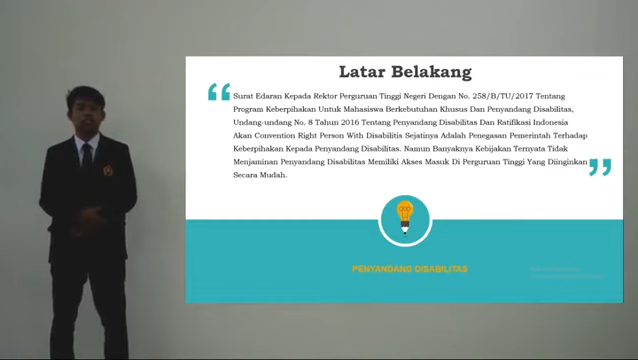 Latar Belakang
Surat Edaran Kepada Rektor Perguruan Tinggi Negeri Dengan No. 258/B/TU/2017 Tentang
Program Keberpihakan Untuk Mahasiswa Berkebutuhan Khusus Dan Penyandang Disabilitas,
Undang-undang No. 8 Tahun 2016 Tentang Penyandang Disabilitas Dan Ratifikasi Indonesia
Akan Convention Right Person With Disabilitis Sejatinya Adalah Penegasan Pemerintah Terhadap
Keberpihakan Kepada Penyandang Disabilitas. Namun Banyaknya Kebijakan Ternyata Tidak
Menjaminan Penyandang Disabilitas Memiliki Akses Masuk Di Perguruan Tinggi Yang Diinginkan
Secara Mudah.
PENYANDANG DISABILITAS